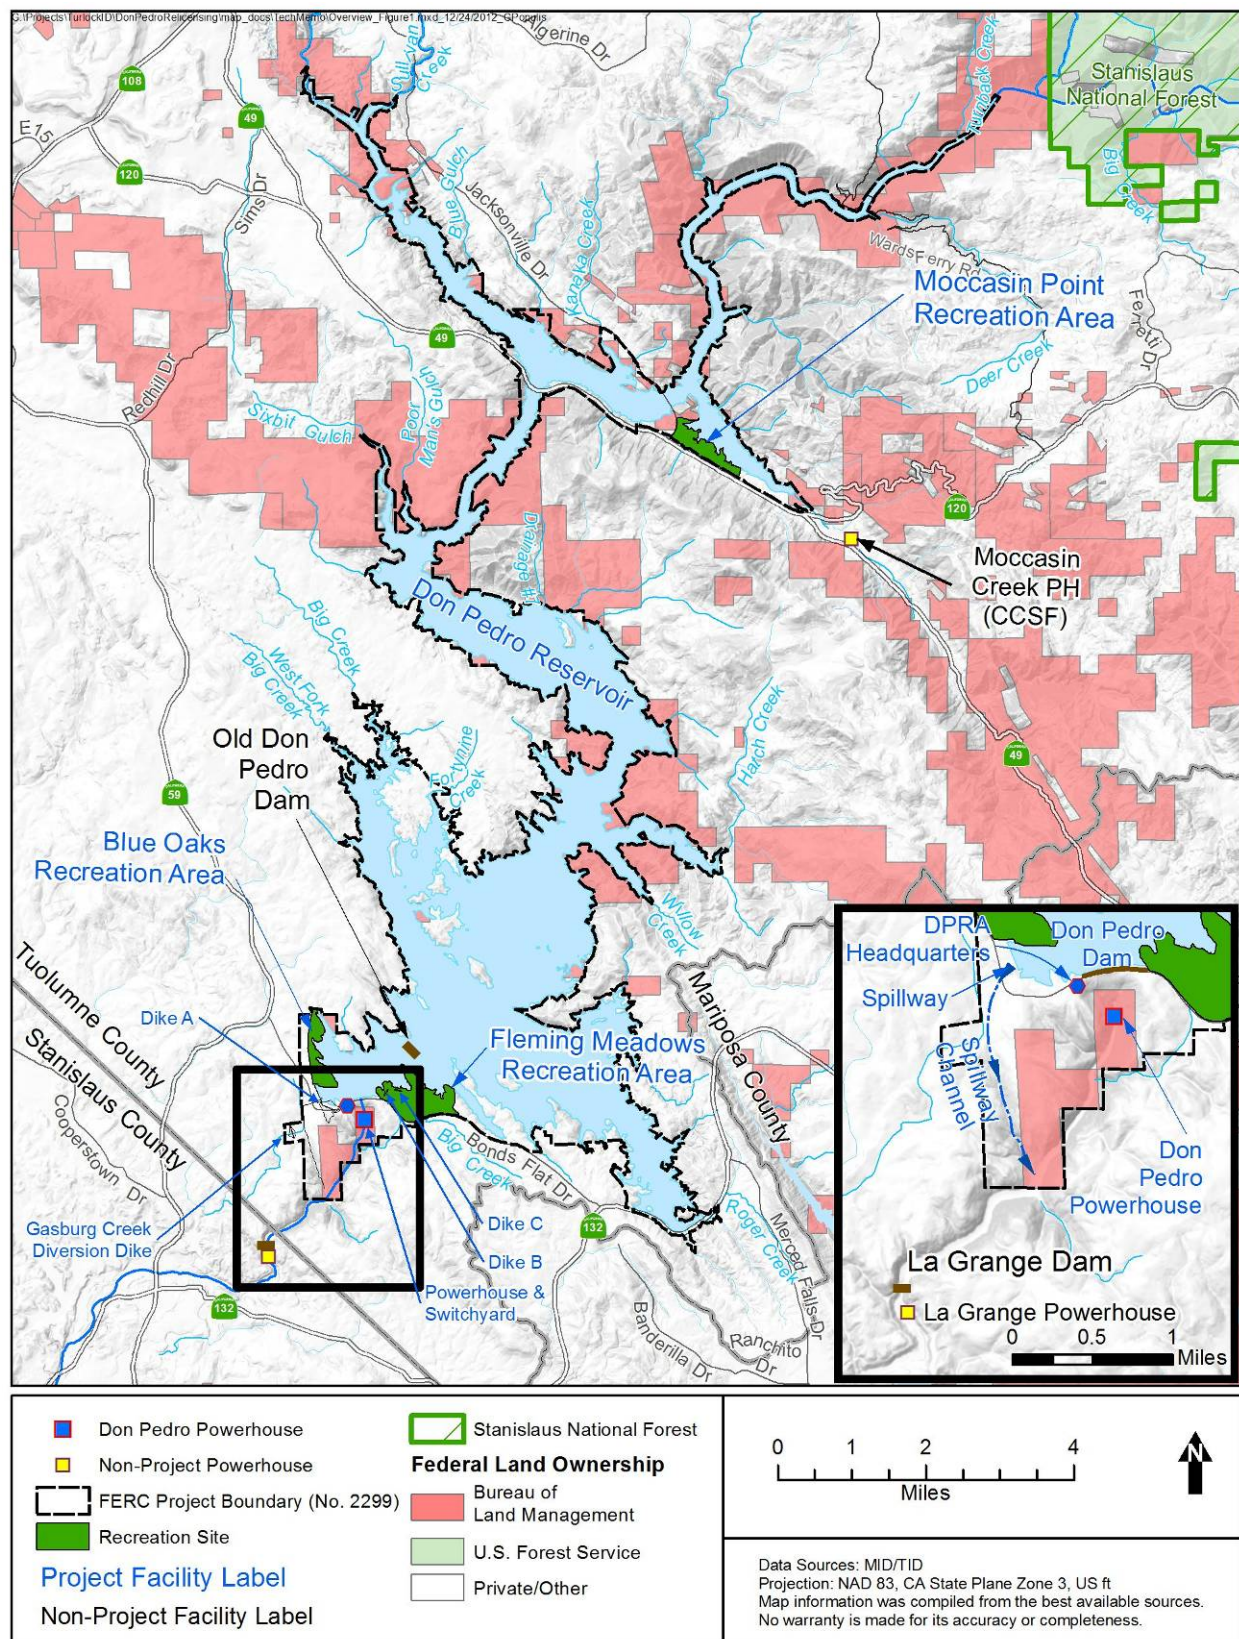 G:\Projects\TurlockID\DonPedroRelicensing\map_docs\TechMemo\Overview_Figure1.mxd_12/24/2012_GPopolis
Algerine Dr
Sullivan
Creek
Turnback Creek
Stanislaus
National Forest
108
49
E15
120
Sims Dr
Blue Gulch
Jacksonville Dr
Kanaka Creek
Big Creek
Wards Ferry Rd
Moccasin Point
Recreation Area
Ferretti Dr
49
Deer Creek
Redhill Dr
Sixbit Gulch
Poor
Man's Gulch
120
Drainage #1
Moccasin
Creek PH
(CCSF)
Don Pedro Reservoir
Big Creek
West Fork
Big Creek
Hatch Creek
Old Don
Pedro
Dam
49
Fortynine
Creek
59
Blue Oaks
Recreation Area
Willow
Creek
Tuolumne County
Stanislaus County
Mariposa County
Dike A
Fleming Meadows
Recreation Area
Cooperstown Dr
Bonds Flat Dr
Big Creek
Gasburg Creek
Diversion Dike
Dike C
Dike B
Powerhouse &
Switchyard
132
132
Roger Creek
Merced Falls Dr
Banderilla Dr
Ranchito
Dr
DPRA
Headquarters
Don Pedro
Dam
Spillway
Spillway
Channel
Don
Pedro
Powerhouse
La Grange Dam
La Grange Powerhouse
0 0.5 1
Miles
Don Pedro Powerhouse
Non-Project Powerhouse
FERC Project Boundary (No. 2299)
Recreation Site
Project Facility Label
Non-Project Facility Label
Stanislaus National Forest
Federal Land Ownership
Bureau of
Land Management
U.S. Forest Service
Private/Other
0 1 2 4
Miles
N
Data Sources: MID/TID
Projection: NAD 83, CA State Plane Zone 3, US ft
Map information was compiled from the best available sources.
No warranty is made for its accuracy or completeness.